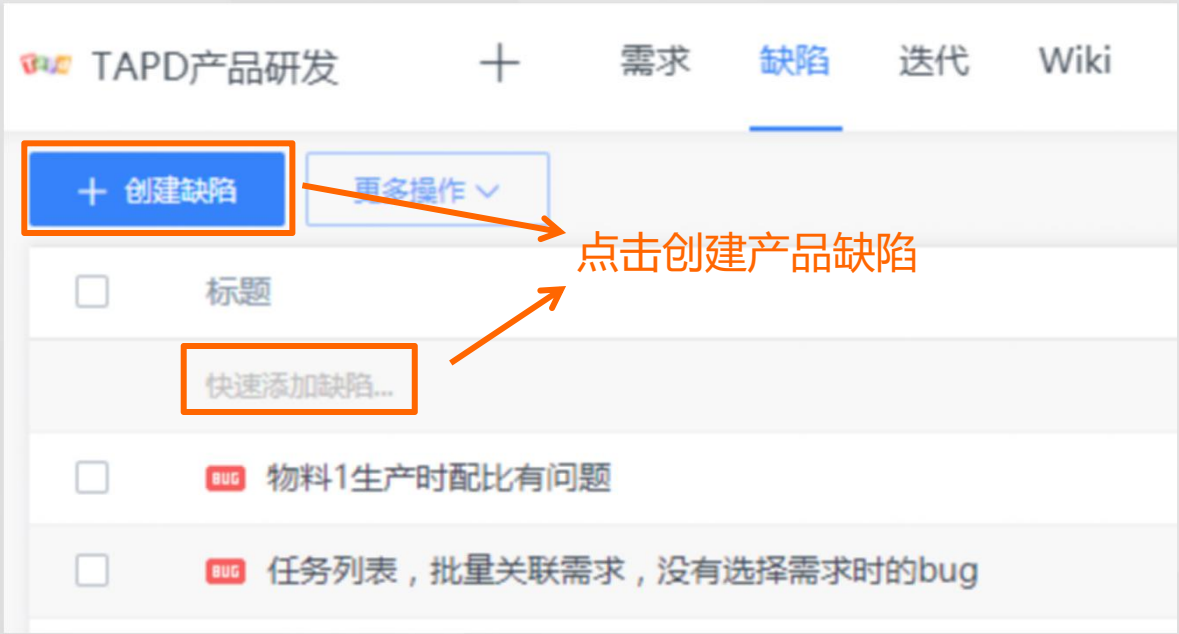 TAPD TAPD产品研发 + 需求 缺陷 迭代 Wiki
+ 创建缺陷 更多操作
点击创建产品缺陷
标题
快速添加缺陷...
BUG 物料1生产时配比有问题
BUG 任务列表，批量关联需求，没有选择需求时的bug